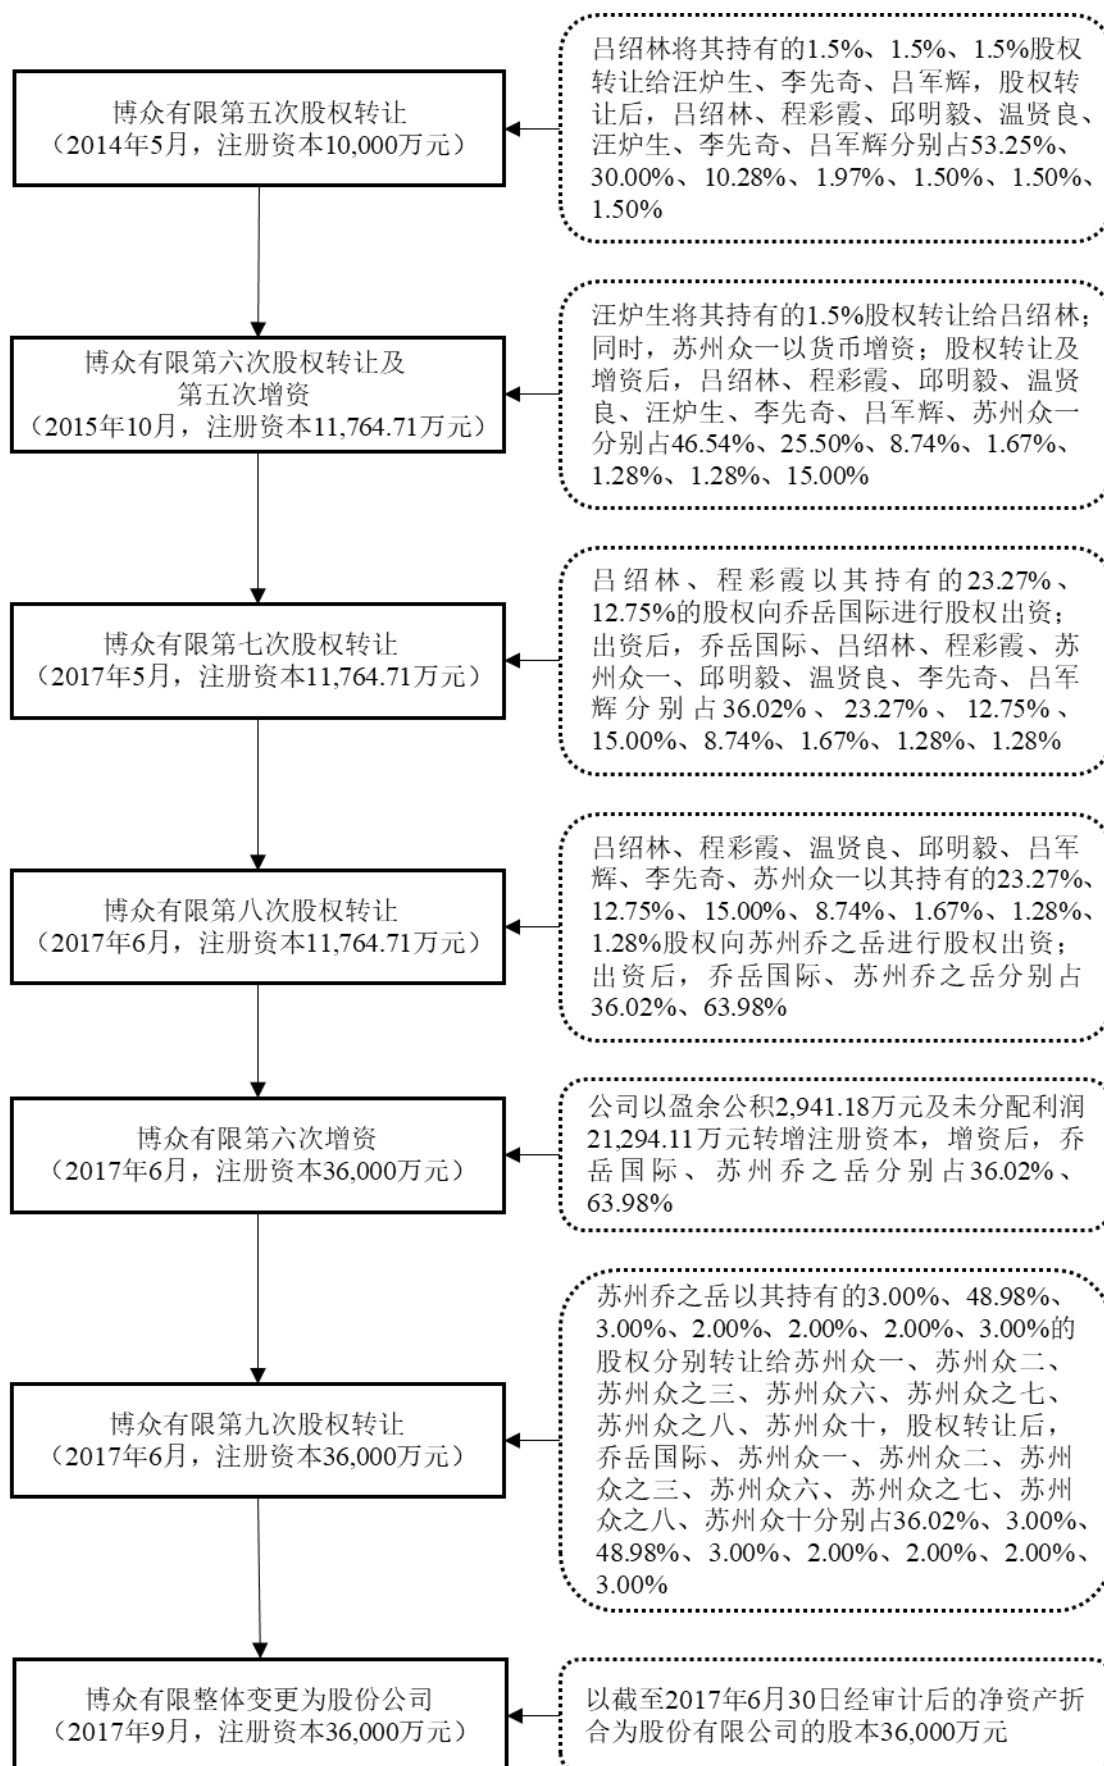 吕绍林将其持有的1.5%、1.5%、1.5%股权
转让给汪炉生、李先奇、吕军辉，股权转
让后，吕绍林、程彩霞、邱明毅、温贤良、
汪炉生、李先奇、吕军辉分别占53.25%、
30.00%、10.28%、1.97%、1.50%、1.50%、
1.50%
博众有限第五次股权转让
（2014年5月，注册资本10,000万元）
汪炉生将其持有的1.5%股权转让给吕绍林；
同时，苏州众一以货币增资；股权转让及
增资后，吕绍林、程彩霞、邱明毅、温贤
良、汪炉生、李先奇、吕军辉、苏州众一
分别占46.54%、25.50%、8.74%、1.67%、
1.28%、1.28%、15.00%
博众有限第六次股权转让及
第五次增资
（2015年10月，注册资本11,764.71万元）
吕绍林、程彩霞以其持有的23.27%、
12.75%的股权向乔岳国际进行股权出资；
出资后，乔岳国际、吕绍林、程彩霞、苏
州众一、邱明毅、温贤良、李先奇、吕军
辉分别占36.02%、23.27%、12.75%、
15.00%、8.74%、1.67%、1.28%、1.28%
博众有限第七次股权转让
（2017年5月，注册资本11,764.71万元）
吕绍林、程彩霞、温贤良、邱明毅、吕军
辉、李先奇、苏州众一以其持有的23.27%、
12.75%、15.00%、8.74%、1.67%、1.28%、
1.28%股权向苏州乔之岳进行股权出资；
出资后，乔岳国际、苏州乔之岳分别占
36.02%、63.98%
博众有限第八次股权转让
（2017年6月，注册资本11,764.71万元）
公司以盈余公积2,941.18万元及未分配利润
21,294.11万元转增注册资本，增资后，乔
岳国际、苏州乔之岳分别占36.02%、
63.98%
博众有限第六次增资
（2017年6月，注册资本36,000万元）
苏州乔之岳以其持有的3.00%、48.98%、
3.00%、2.00%、2.00%、2.00%、3.00%的
股权分别转让给苏州众一、苏州众二、
苏州众之三、苏州众六、苏州众之七、
苏州众之八、苏州众十，股权转让后，
乔岳国际、苏州众一、苏州众二、苏州
众之三、苏州众六、苏州众之七、苏州
众之八、苏州众十分别占36.02%、3.00%、
48.98%、3.00%、2.00%、2.00%、2.00%、
3.00%
博众有限第九次股权转让
（2017年6月，注册资本36,000万元）
博众有限整体变更为股份公司
（2017年9月，注册资本36,000万元）
以截至2017年6月30日经审计后的净资产折
合为股份有限公司的股本36,000万元